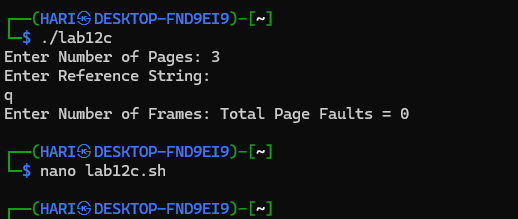 ┌──(HARI㉿DESKTOP-FND9EI9)-[~]
└─$ ./lab12c
Enter Number of Pages: 3
Enter Reference String:
q
Enter Number of Frames: Total Page Faults = 0
┌──(HARI㉿DESKTOP-FND9EI9)-[~]
└─$ nano lab12c.sh
┌──(HARI㉿DESKTOP-FND9EI9)-[~]